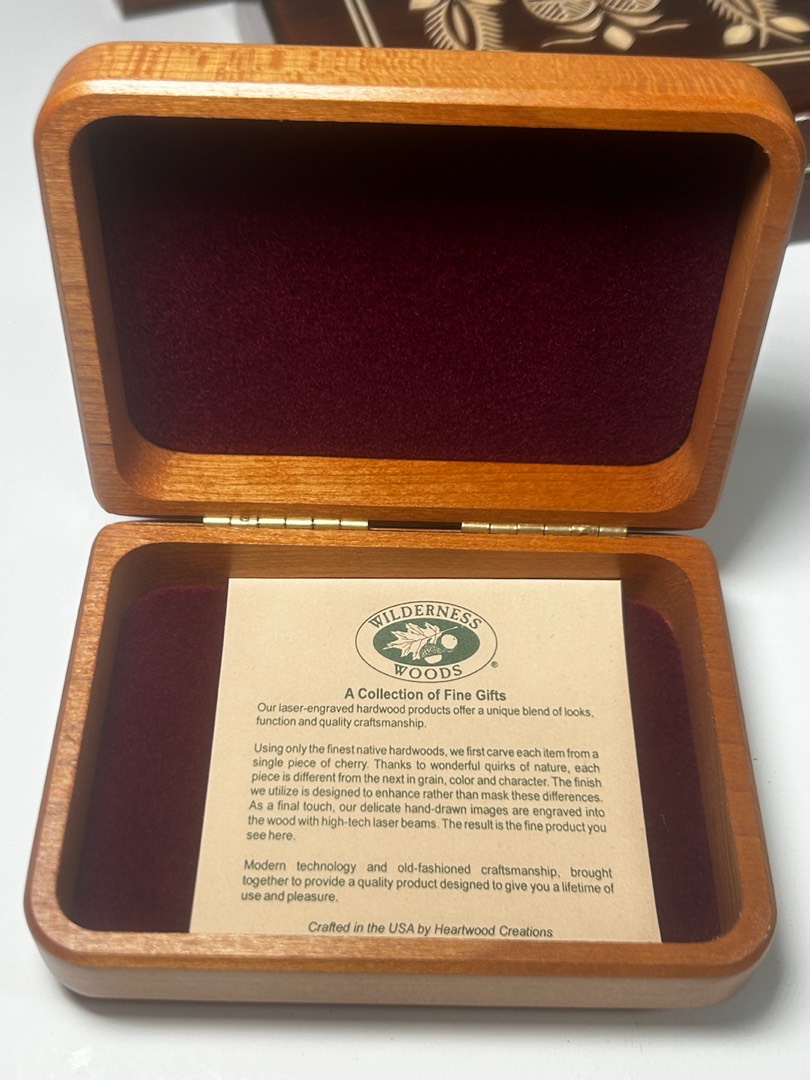 WILDERNESS
WOODS®
A Collection of Fine Gifts
Our laser-engraved hardwood products offer a unique blend of looks,
function and quality craftsmanship.
Using only the finest native hardwoods, we first carve each item from a
single piece of cherry. Thanks to wonderful quirks of nature, each
piece is different from the next in grain, color and character. The finish
we utilize is designed to enhance rather than mask these differences.
As a final touch, our delicate hand-drawn images are engraved into
the wood with high-tech laser beams. The result is the fine product you
see here.
Modern technology and old-fashioned craftsmanship, brought
together to provide a quality product designed to give you a lifetime of
use and pleasure.
Crafted in the USA by Heartwood Creations